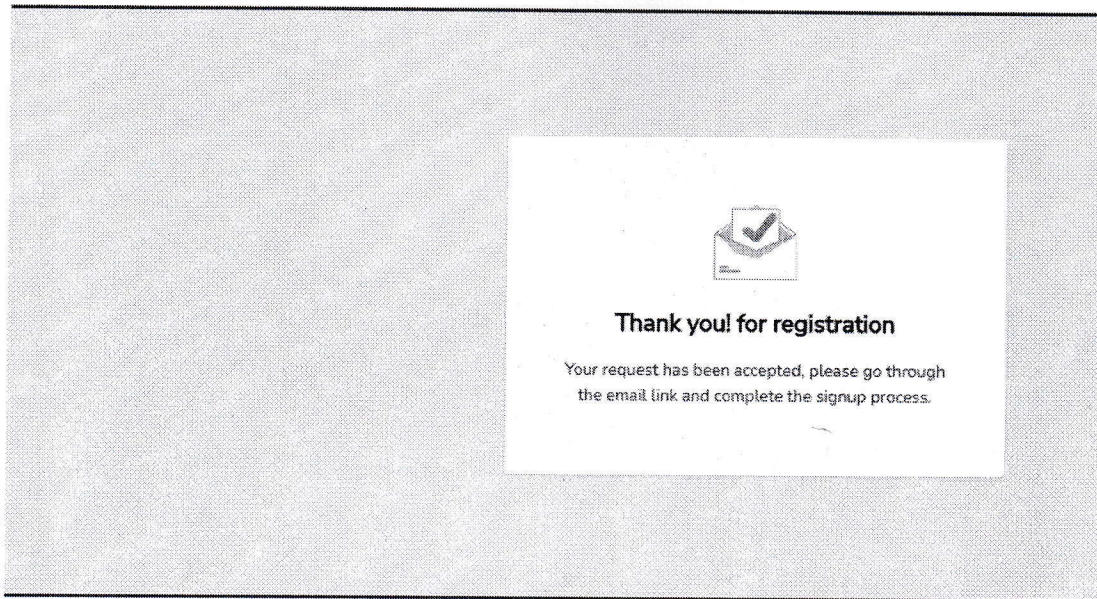 Thank you! for registration
Your request has been accepted, please go through
the email link and complete the signup process.